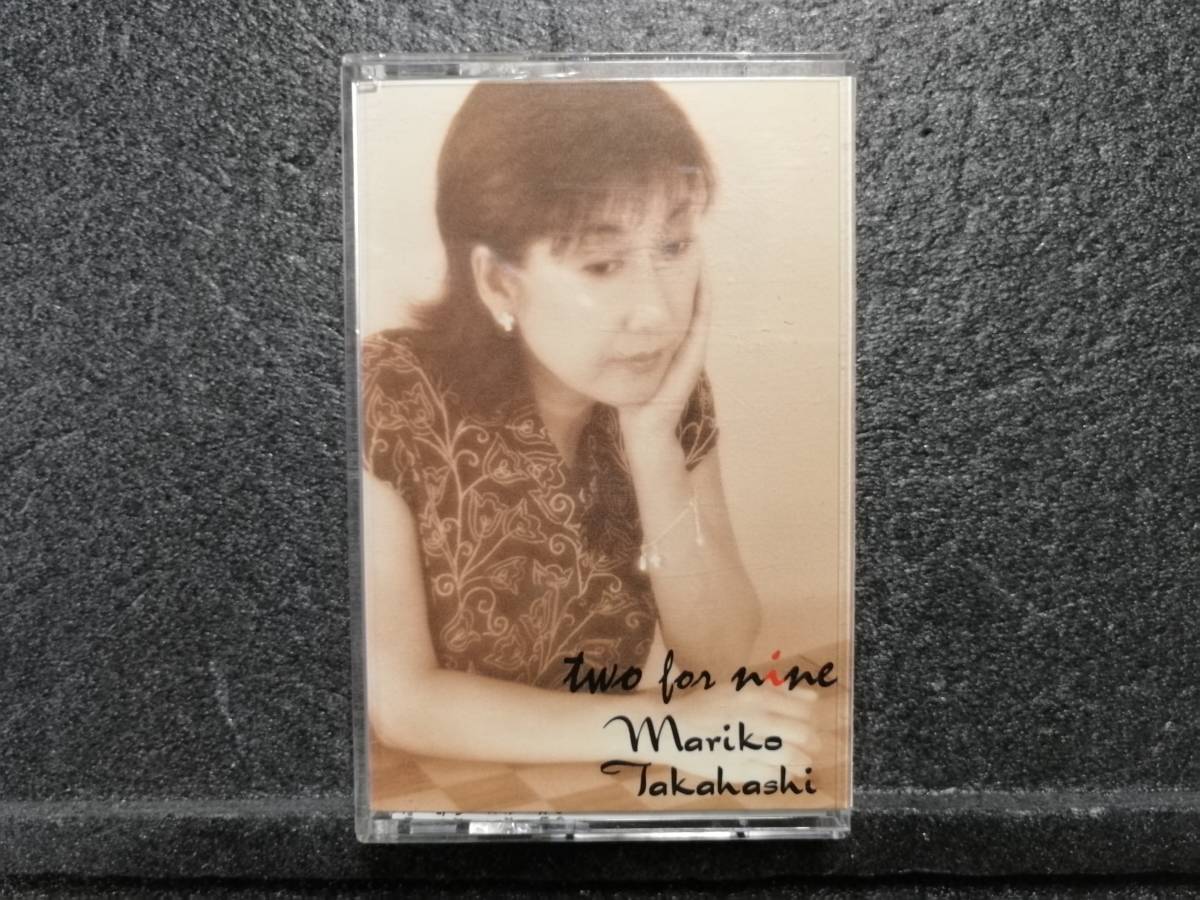 two for nine
Mariko
Takahashi